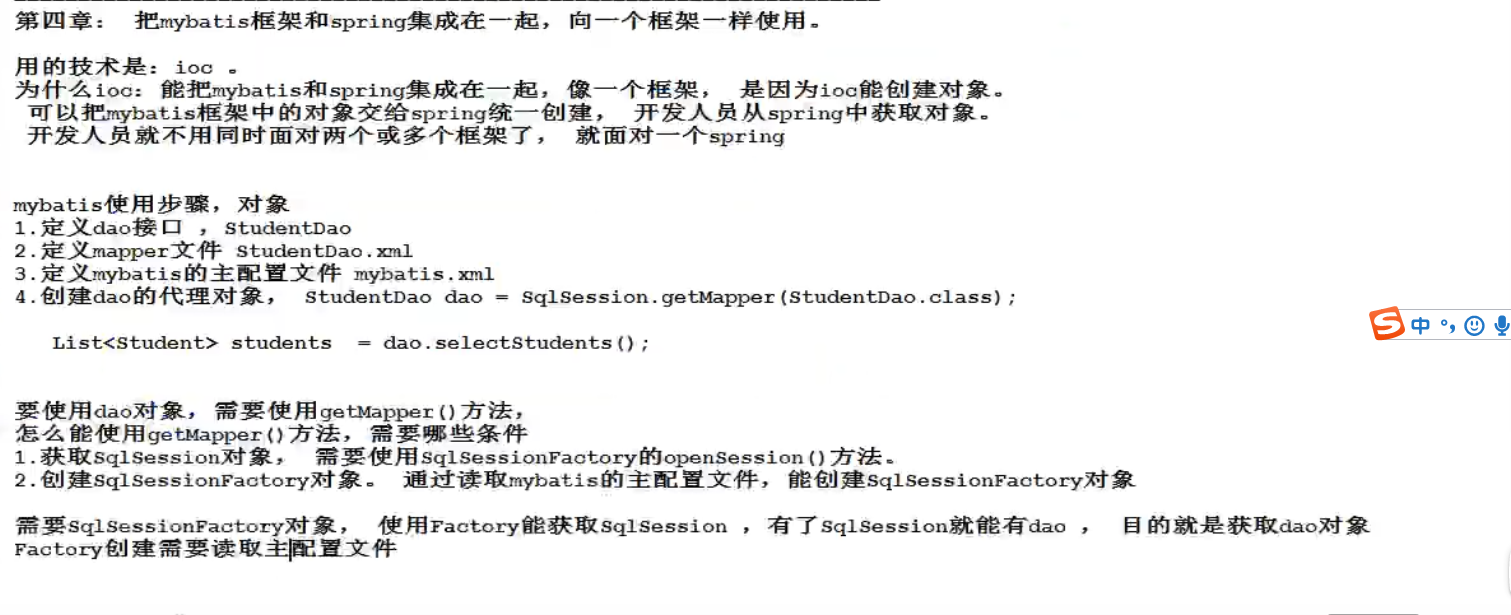 第四章： 把mybatis框架和spring集成在一起，向一个框架一样使用。
用的技术是：ioc 。
为什么ioc：能把mybatis和spring集成在一起，像一个框架， 是因为ioc能创建对象。
可以把mybatis框架中的对象交给spring统一创建， 开发人员从spring中获取对象。
开发人员就不用同时面对两个或多个框架了， 就面对一个spring
mybatis使用步骤，对象
1.定义dao接口 ，StudentDao
2.定义mapper文件 StudentDao.xml
3.定义mybatis的主配置文件 mybatis.xml
4.创建dao的代理对象， StudentDao dao = SqlSession.getMapper(StudentDao.class);
List<Student> students = dao.selectStudents();
要使用dao对象，需要使用getMapper()方法，
怎么能使用getMapper()方法，需要哪些条件
1.获取SqlSession对象， 需要使用SqlSessionFactory的openSession()方法。
2.创建SqlSessionFactory对象。 通过读取mybatis的主配置文件，能创建SqlSessionFactory对象
需要SqlSessionFactory对象， 使用Factory能获取SqlSession ，有了SqlSession就能有dao ， 目的就是获取dao对象
Factory创建需要读取主配置文件
S 中 °,